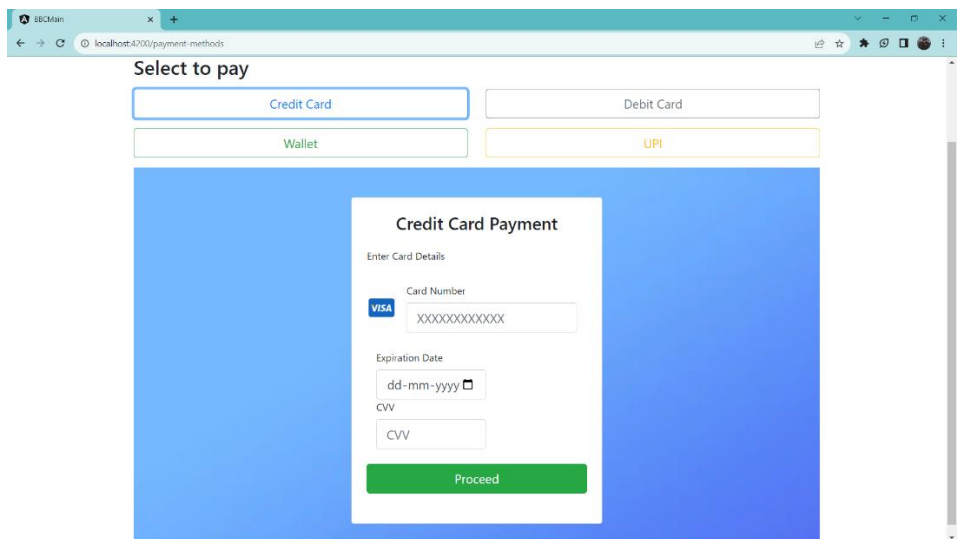 EBCMain
localhost:4200/payment-methods
Select to pay
Credit Card
Debit Card
Wallet
UPI
Credit Card Payment
Enter Card Details
Card Number
VISA
XXXXXXXXXXXX
Expiration Date
dd-mm-yyyy
CVV
CVV
Proceed